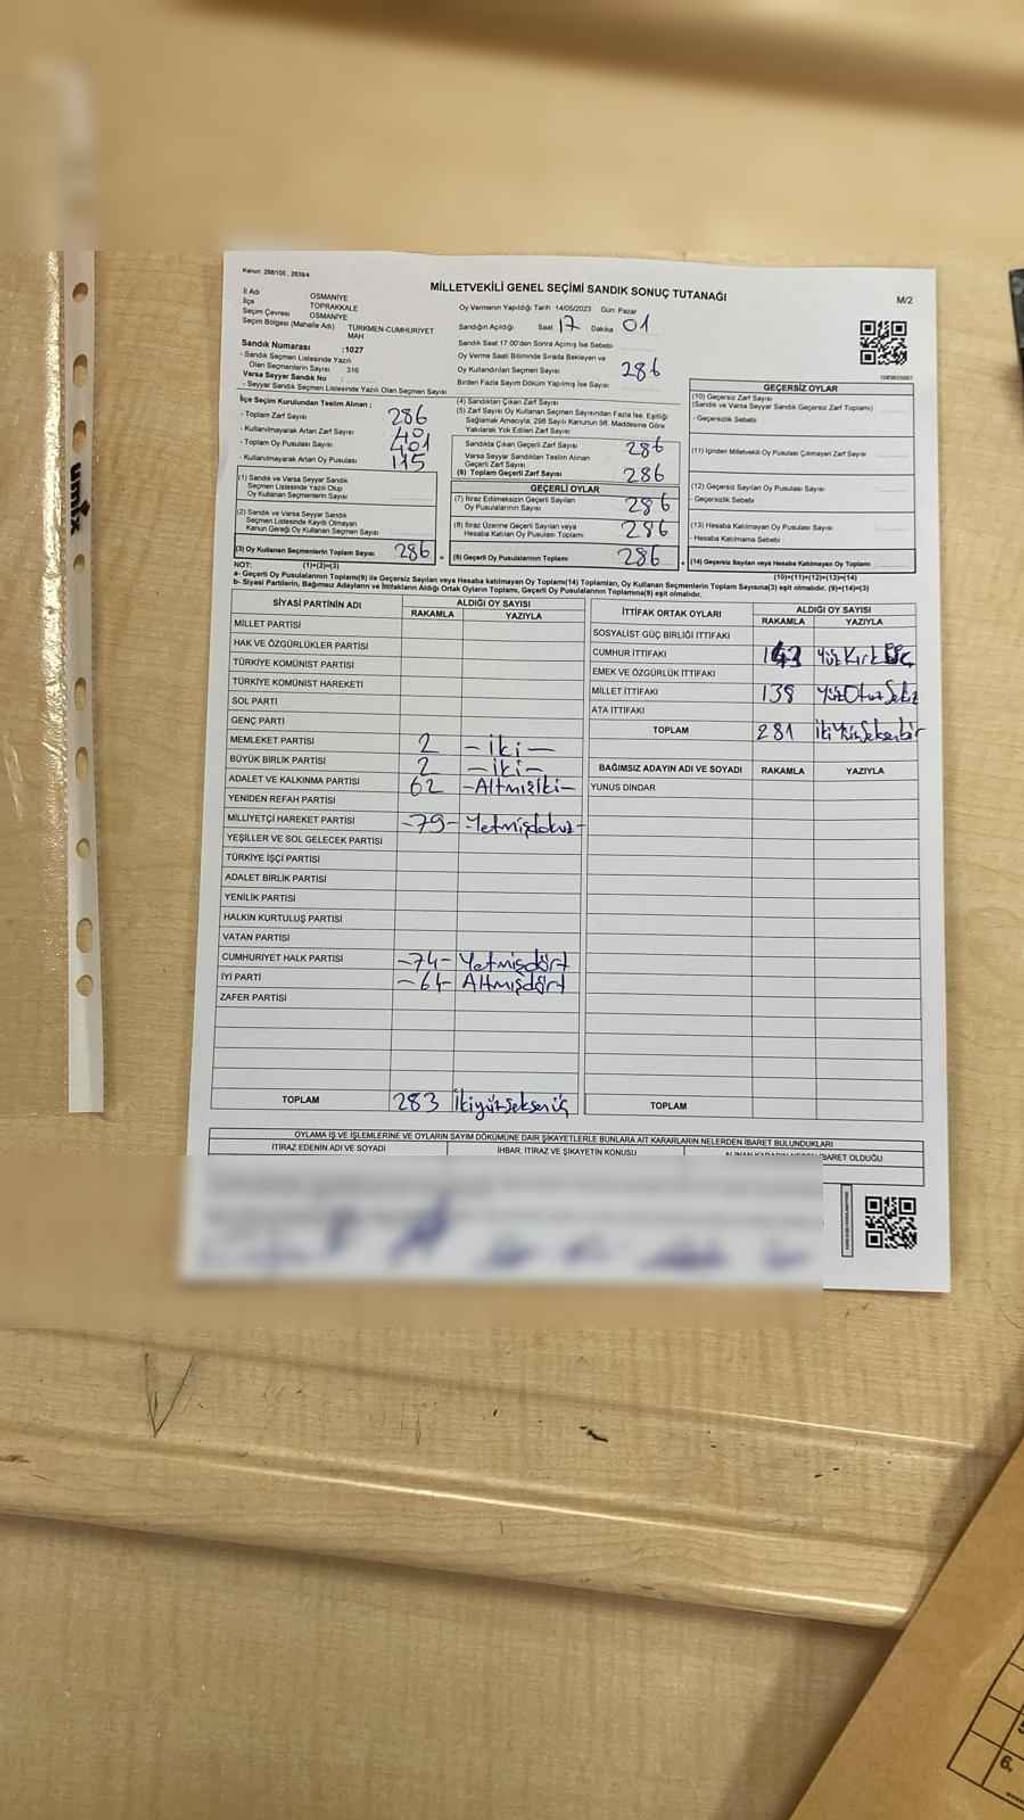 Kanun: 298/105 , 2839/4
MİLLETVEKİLİ GENEL SEÇİMİ SANDIK SONUÇ TUTANAĞI
M/2
İl Adı OSMANİYE
İlçe TOPRAKKALE
Seçim Çevresi OSMANİYE
Seçim Bölgesi (Mahalle Adı) TÜRKMEN-CUMHURİYET MAH
Sandık Numarası :1027
- Sandık Seçmen Listesinde Yazılı
Olan Seçmenlerin Sayısı 316
Varsa Seyyar Sandık No
- Seyyar Sandık Seçmen Listesinde Yazılı Olan Seçmen Sayısı
Oy Vermenin Yapıldığı Tarih 14/05/2023 Gün: Pazar
Sandığın Açıldığı Saat 17 Dakika 01
Sandık Saat 17:00'den Sonra Açılmış İse Sebebi
Oy Verme Saati Bitiminde Sırada Bekleyen ve
Oy Kullandırılan Seçmen Sayısı 286
Birden Fazla Sayım Döküm Yapılmış İse Sayısı
İlçe Seçim Kurulundan Teslim Alınan ;
- Toplam Zarf Sayısı 286
- Kullanılmayarak Artan Zarf Sayısı 401
- Toplam Oy Pusulası Sayısı 401
- Kullanılmayarak Artan Oy Pusulası 115
(1) Sandık ve Varsa Seyyar Sandık
Seçmen Listesinde Yazılı Olup
Oy Kullanan Seçmenlerin Sayısı
(2) Sandık ve Varsa Seyyar Sandık
Seçmen Listesinde Kayıtlı Olmayan
Kanun Gereği Oy Kullanan Seçmen Sayısı
(3) Oy Kullanan Seçmenlerin Toplam Sayısı 286
(1)+(2)=(3)
(4) Sandıktan Çıkan Zarf Sayısı
(5) Zarf Sayısı Oy Kullanan Seçmen Sayısından Fazla İse, Eşitliği
Sağlamak Amacıyla, 298 Sayılı Kanunun 98. Maddesine Göre
Yakılarak Yok Edilen Zarf Sayısı
Sandıkta Çıkan Geçerli Zarf Sayısı 286
Varsa Seyyar Sandıktan Teslim Alınan
Geçerli Zarf Sayısı
(6) Toplam Geçerli Zarf Sayısı 286
GEÇERLİ OYLAR
(7) İtiraz Edilmeksizin Geçerli Sayılan
Oy Pusulalarının Sayısı 286
(8) İtiraz Üzerine Geçerli Sayılan veya
Hesaba Katılan Oy Pusulası Toplamı 286
(9) Geçerli Oy Pusulalarının Toplamı 286
GEÇERSİZ OYLAR
(10) Geçersiz Zarf Sayısı
(Sandık ve Varsa Seyyar Sandık Geçersiz Zarf Toplamı)
- Geçersizlik Sebebi
(11) İçinden Milletvekili Oy Pusulası Çıkmayan Zarf Sayısı
(12) Geçersiz Sayılan Oy Pusulası Sayısı
- Geçersizlik Sebebi
(13) Hesaba Katılmayan Oy Pusulası Sayısı
- Hesaba Katılmama Sebebi
(14) Geçersiz Sayılan veya Hesaba Katılmayan Oy Toplamı
(10)+(11)+(12)+(13)=(14)
NOT:
a- Geçerli Oy Pusulalarının Toplamı(9) ile Geçersiz Sayılan veya Hesaba katılmayan Oy Toplamı(14) Toplamları, Oy Kullanan Seçmenlerin Toplam Sayısına(3) eşit olmalıdır. (9)+(14)=(3)
b- Siyasi Partilerin, Bağımsız Adayların ve İttifakların Aldığı Ortak Oyların Toplamı, Geçerli Oy Pusulalarının Toplamına(9) eşit olmalıdır.
SİYASİ PARTİNİN ADI ALDIĞI OY SAYISI
RAKAMLA YAZIYLA
MİLLET PARTİSİ
HAK VE ÖZGÜRLÜKLER PARTİSİ
TÜRKİYE KOMÜNİST PARTİSİ
TÜRKİYE KOMÜNİST HAREKETİ
SOL PARTİ
GENÇ PARTİ
MEMLEKET PARTİSİ 2 -iki-
BÜYÜK BİRLİK PARTİSİ 2 -iki-
ADALET VE KALKINMA PARTİSİ 62 -Altmışİki-
YENİDEN REFAH PARTİSİ
MİLLİYETÇİ HAREKET PARTİSİ -79- -Yetmişdokuz-
YEŞİLLER VE SOL GELECEK PARTİSİ
TÜRKİYE İŞÇİ PARTİSİ
ADALET BİRLİK PARTİSİ
YENİLİK PARTİSİ
HALKIN KURTULUŞ PARTİSİ
VATAN PARTİSİ
CUMHURİYET HALK PARTİSİ -74- Yetmişdört
İYİ PARTİ -64- Altmışdört
ZAFER PARTİSİ
TOPLAM 283 İkiyüzseksenüç
İTTİFAK ORTAK OYLARI ALDIĞI OY SAYISI
RAKAMLA YAZIYLA
SOSYALİST GÜÇ BİRLİĞİ İTTİFAKI
CUMHUR İTTİFAKI 143 YüzKırkÜç
EMEK VE ÖZGÜRLÜK İTTİFAKI
MİLLET İTTİFAKI 138 YüzOtuzSekiz
ATA İTTİFAKI
TOPLAM 281 İkiYüzSeksenbir
BAĞIMSIZ ADAYIN ADI VE SOYADI RAKAMLA YAZIYLA
YUNUS DİNDAR
TOPLAM
OYLAMA İŞ VE İŞLEMLERİNE VE OYLARIN SAYIM DÖKÜMÜNE DAİR ŞİKAYETLERLE BUNLARA AİT KARARLARIN NELERDEN İBARET BULUNDUKLARI
İTİRAZ EDENİN ADI VE SOYADI İHBAR, İTİRAZ VE ŞİKAYETİN KONUSU İBARET OLDUĞU
umix
6.